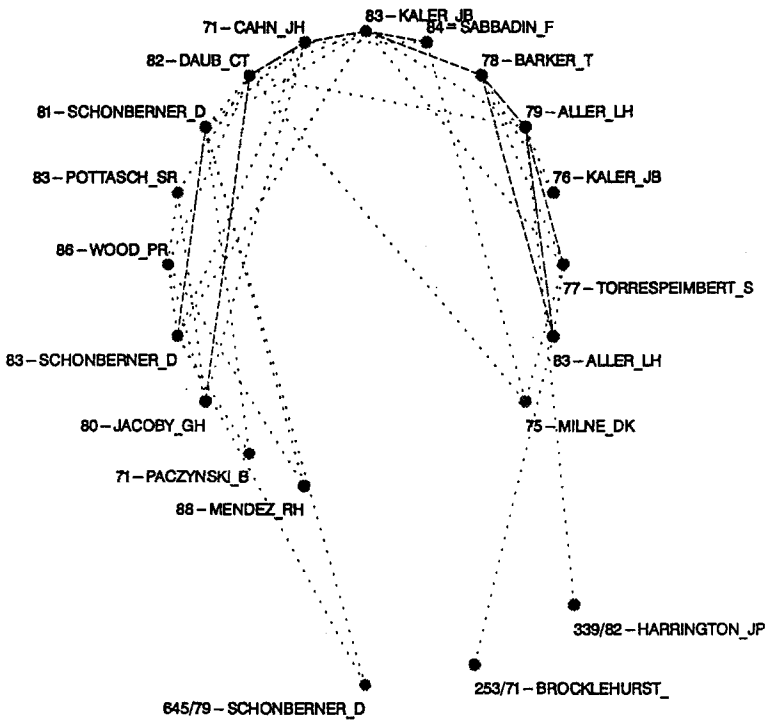 83–KALER_JB
71–CAHN_JH
84–SABBADIN_F
82–DAUB_CT
78–BARKER_T
81–SCHONBERNER_D
79–ALLER_LH
83–POTTASCH_SR
76–KALER_JB
86–WOOD_PR
77–TORRESPEIMBERT_S
83–SCHONBERNER_D
83–ALLER_LH
80–JACOBY_GH
75–MILNE_DK
71–PACZYNSKI_B
88–MENDEZ_RH
339/82–HARRINGTON_JP
253/71–BROCKLEHURST_
645/79–SCHONBERNER_D